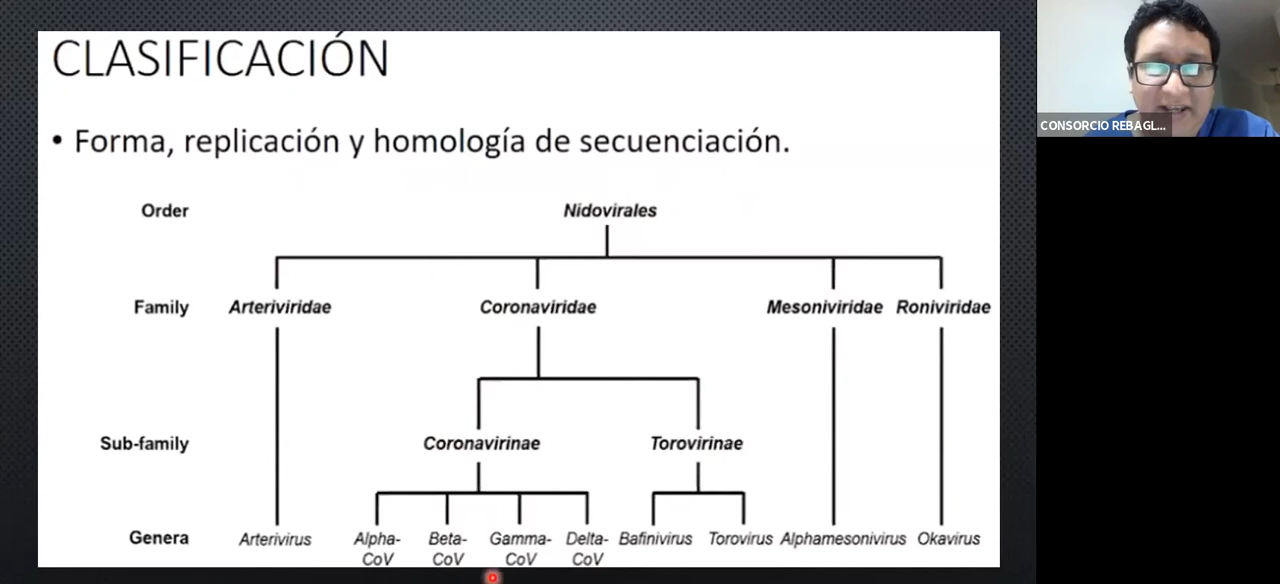 CLASIFICACIÓN
• Forma, replicación y homología de secuenciación.
Order Nidovirales
Family Arteriviridae Coronaviridae Mesoniviridae Roniviridae
Sub-family Coronavirinae Torovirinae
Genera Arterivirus Alpha-CoV Beta-CoV Gamma-CoV Delta-CoV Bafinivirus Torovirus Alphamesonivirus Okavirus
CONSORCIO REBAGL...